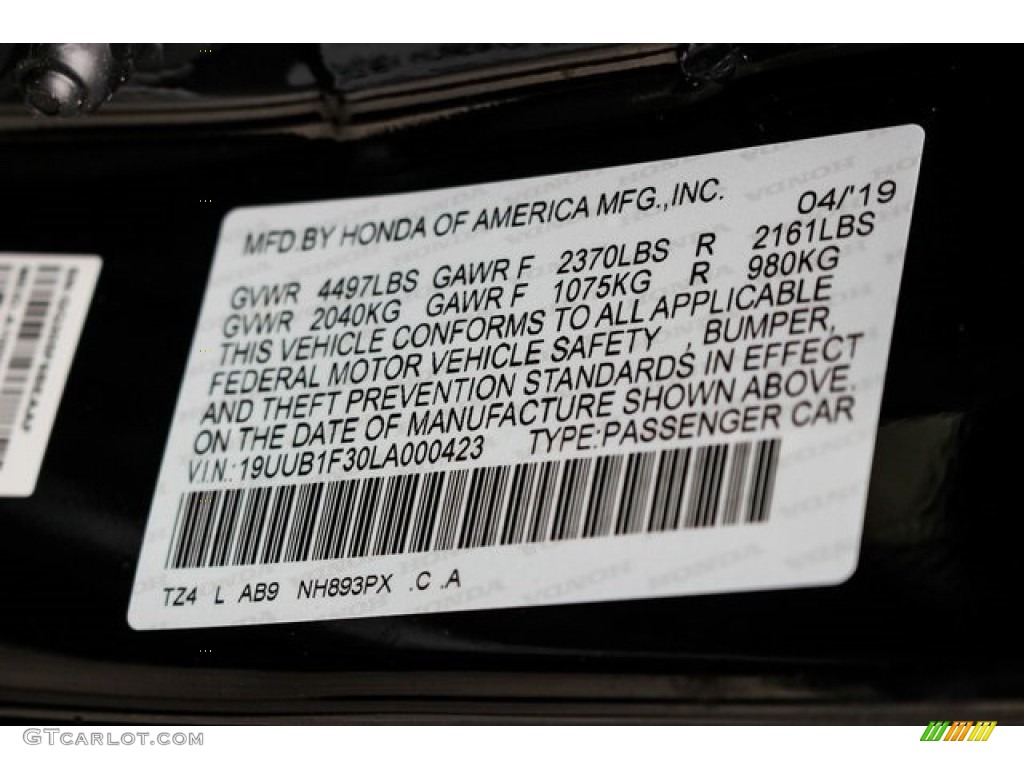 MFD.BY HONDA OF AMERICA MFG.,INC. 04/'19
GVWR 4497LBS GAWR F 2370LBS R 2161LBS
GVWR 2040KG GAWR F 1075KG R 980KG
THIS VEHICLE CONFORMS TO ALL APPLICABLE
FEDERAL MOTOR VEHICLE SAFETY , BUMPER,
AND THEFT PREVENTION STANDARDS IN EFFECT
ON THE DATE OF MANUFACTURE SHOWN ABOVE.
V.I.N.:19UUB1F30LA000423 TYPE:PASSENGER CAR
TZ4 L AB9 NH893PX .C .A
GTCARLOT.COM